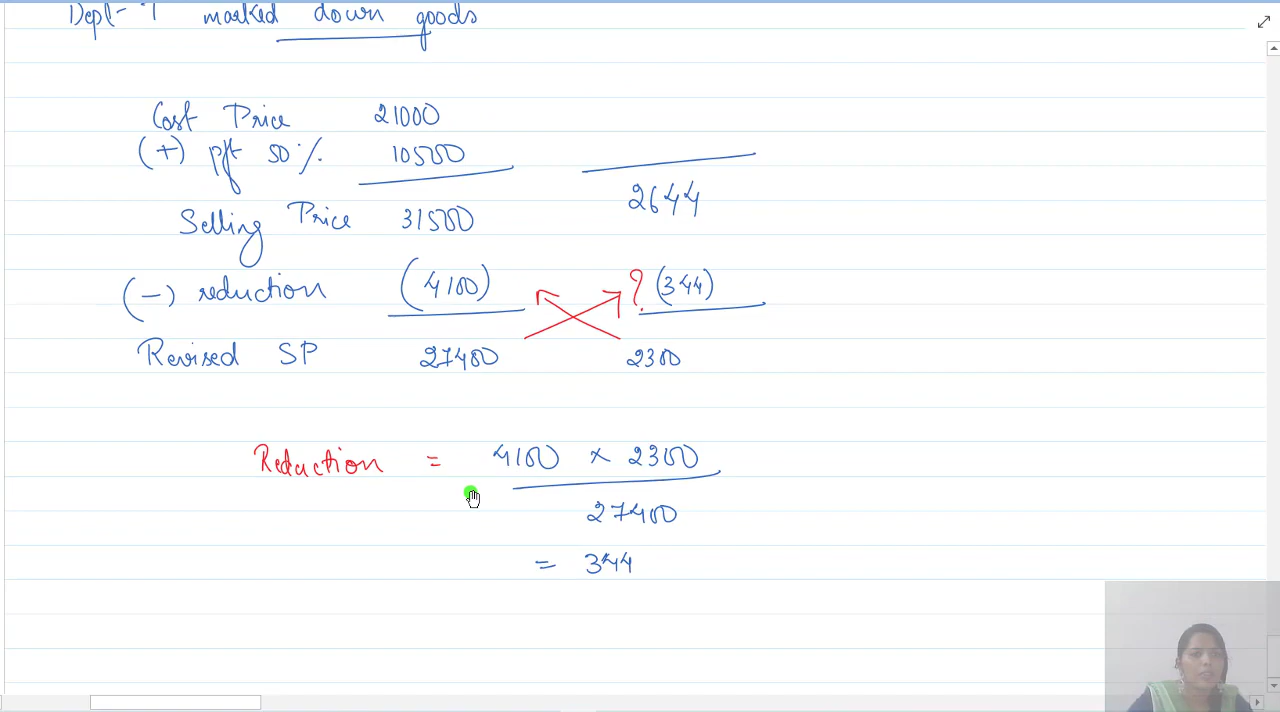 Dept- Y marked down goods
Cost Price 21000
(+) pft 50 % 10500
2644
Selling Price 31500
(-) reduction (4100) ? (344)
Revised SP 27400 2300
Reduction = 4100 × 2300
27400
= 344